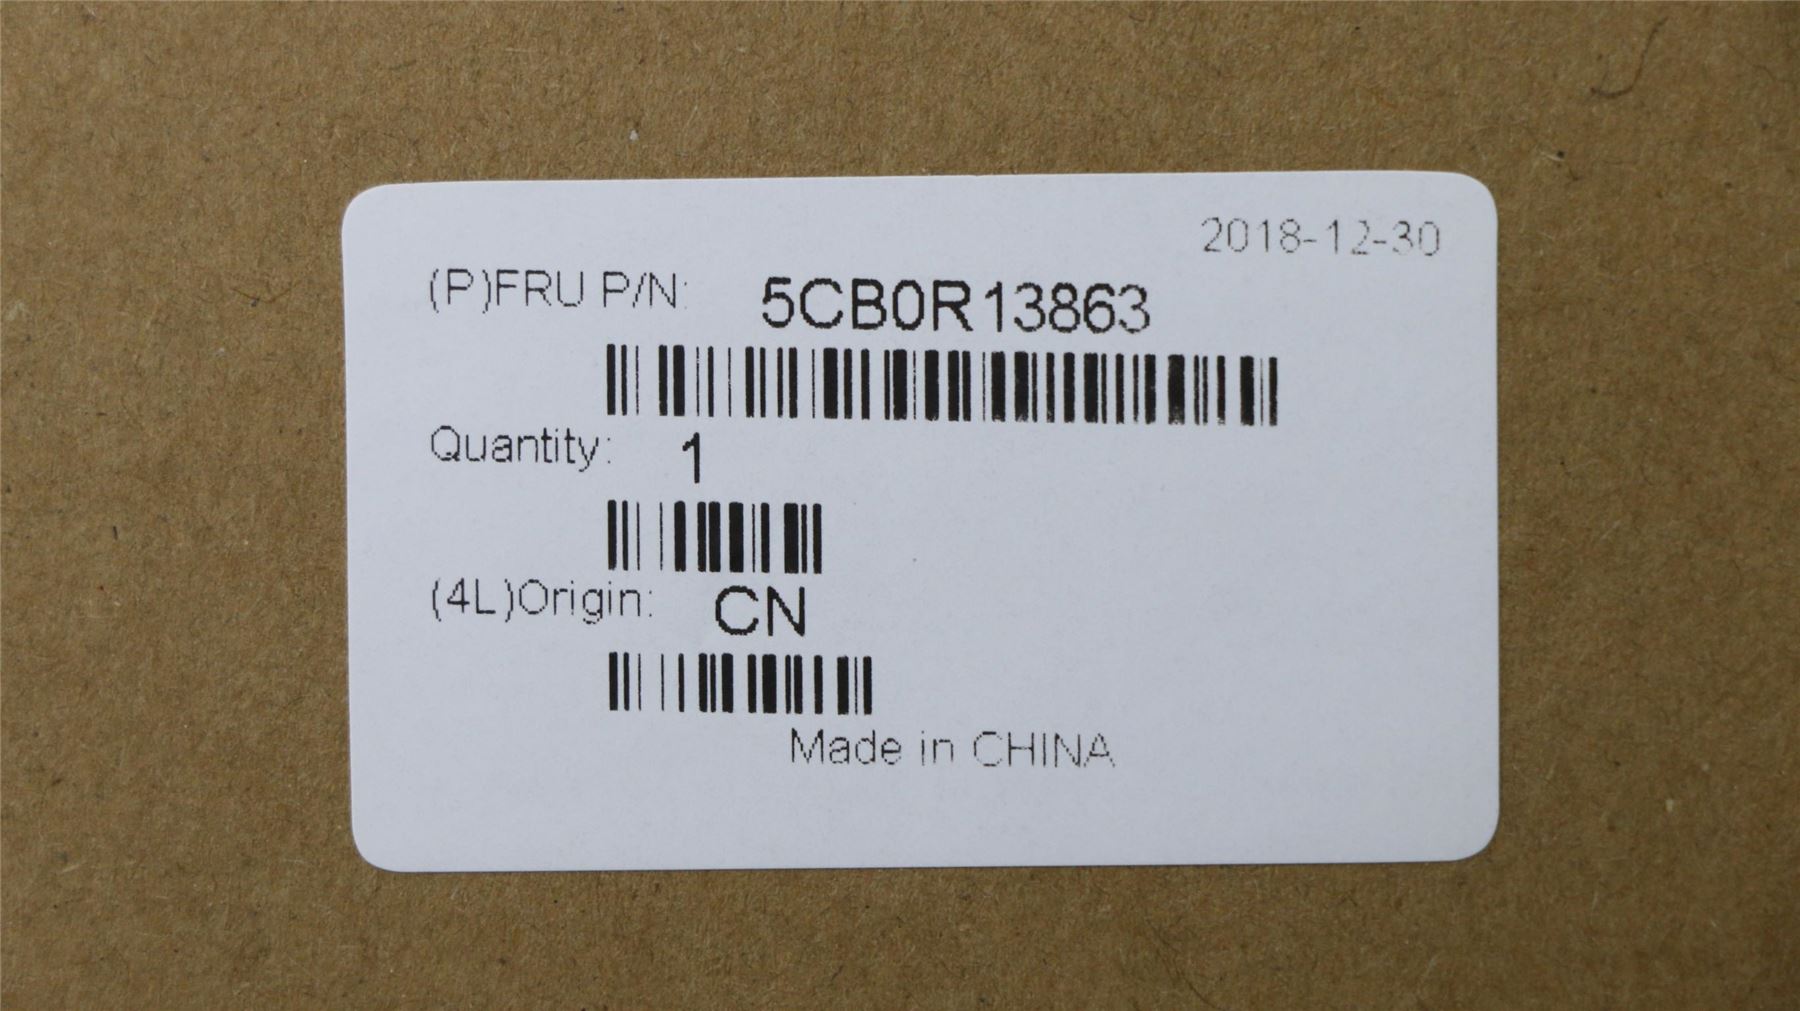 2018-12-30
(P)FRU P/N: 5CB0R13863
Quantity: 1
(4L)Origin: CN
Made in CHINA